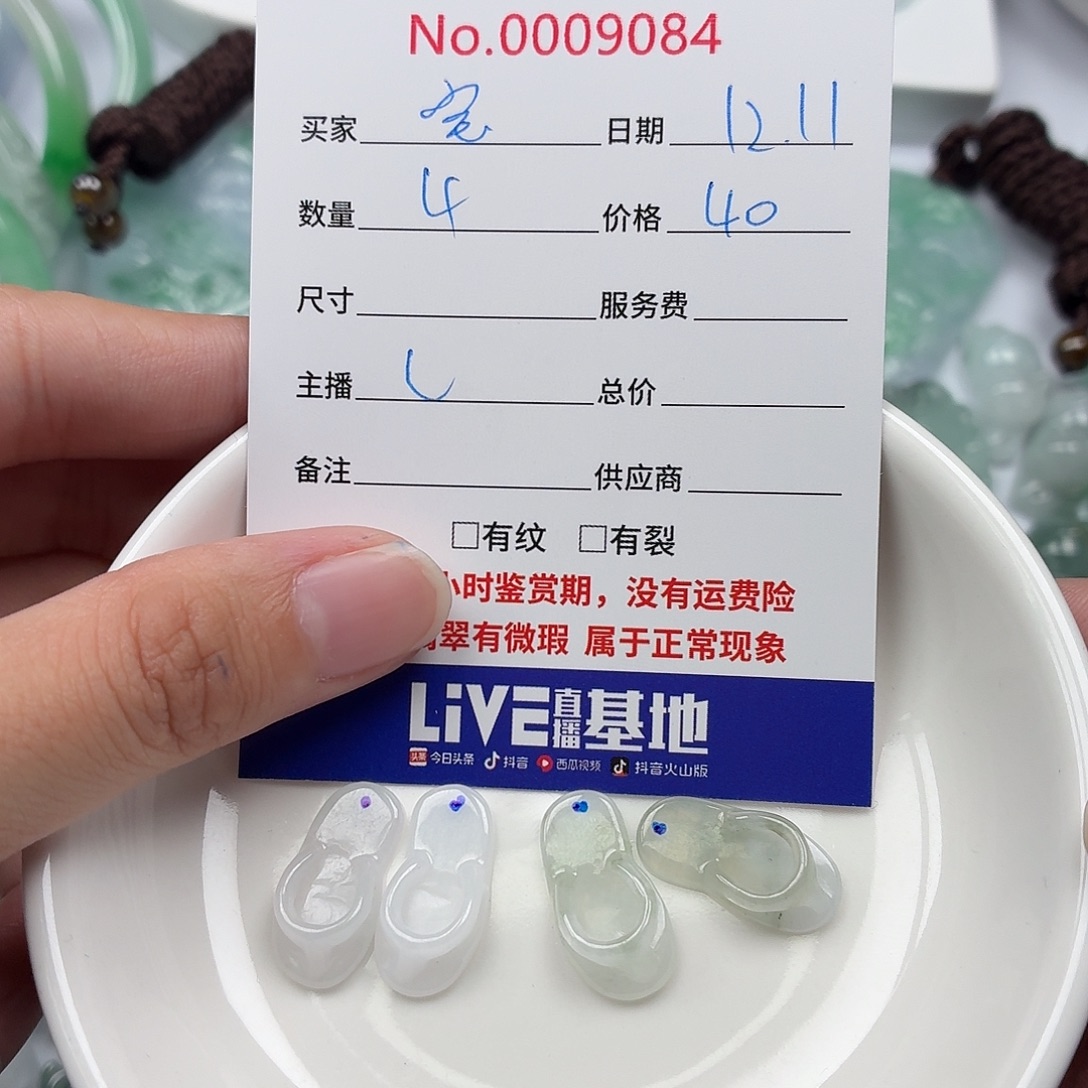 No.0009084
买家 日期 12.11
数量 4 价格 40
尺寸 服务费
主播 总价
备注 供应商
□有纹 □有裂
小时鉴赏期，没有运费险
翡翠有微瑕 属于正常现象
LiVE直播基地
头条 今日头条 抖音 西瓜视频 抖音火山版